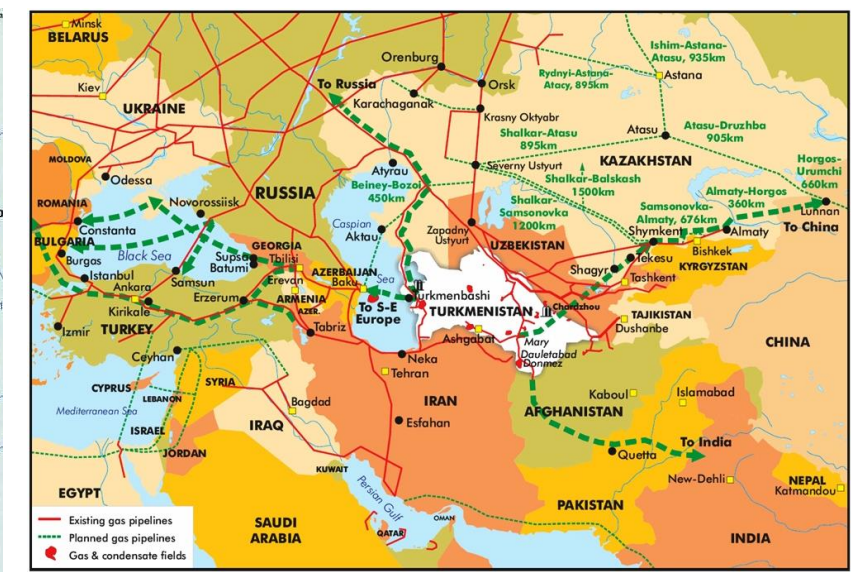 Minsk
BELARUS
Kiev
UKRAINE
MOLDOVA
Odessa
ROMANIA
Constanta
BULGARIA
Burgas
Istanbul
Ankara
Kirikale
Izmir
TURKEY
Black Sea
Novorossiisk
Samsun
Supsa
Batumi
Erzerum
Ceyhan
GEORGIA
Tbilisi
Erevan
ARMENIA
AZER.
AZERBAIJAN
Baku
Tabriz
RUSSIA
To Russia
Orenburg
Karachaganak
Orsk
Krasny Oktyabr
Atyrau
Beiney-Bozoi
450km
Caspian
Sea
Aktau
To S-E
Europe
Severny Ustyurt
Zapadny
Ustyurt
Shalkar-Atasu
895km
Shalkar-Balskash
1500km
Shalkar-
Samsonovka
1200km
Rydnyi-Astana-
Atacy, 895km
Ishim-Astana-
Atasu, 935km
Astana
Atasu
Atasu-Druzhba
905km
KAZAKHSTAN
Horgos-
Urumchi
660km
Almaty-Horgos
360km
Samsonovka-
Almaty, 676km
Lunnan
To China
Shymkent
Almaty
Bishkek
KYRGYZSTAN
Tekesu
Shagyr
Tashkent
UZBEKISTAN
Turkmenbashi
TURKMENISTAN
Chardzhou
Ashgabat
Mary
Dauletabad
Donmez
TAJIKISTAN
Dushanbe
CHINA
Neka
Tehran
IRAN
Esfahan
CYPRUS
Mediterranean Sea
LEBANON
SYRIA
ISRAEL
JORDAN
Bagdad
IRAQ
KUWAIT
Persian Gulf
EGYPT
SAUDI
ARABIA
QATAR
OMAN
Kaboul
AFGHANISTAN
Islamabad
To India
Quetta
PAKISTAN
New-Dehli
NEPAL
Katmandou
INDIA
Existing gas pipelines
Planned gas pipelines
Gas & condensate fields